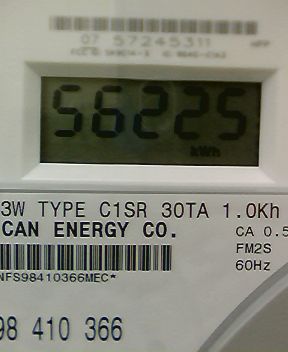 07 57245311
56225
kWh
3W TYPE C1SR 30TA 1.0Kh
CAN ENERGY CO.
CA 0.5
FM2S
NFS98410366MEC*
60Hz
98 410 366